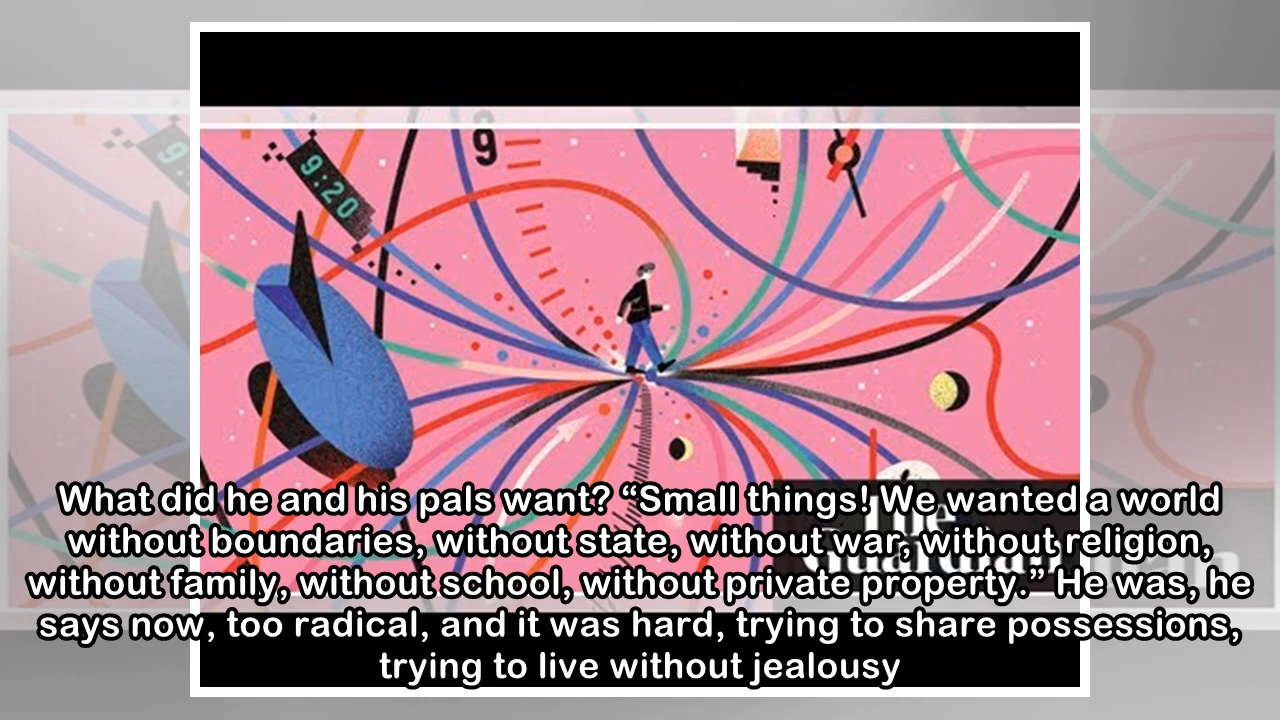 9
9:20
What did he and his pals want? “Small things! We wanted a world
without boundaries, without state, without war, without religion,
without family, without school, without private property.” He was, he
says now, too radical, and it was hard, trying to share possessions,
trying to live without jealousy
The
Guardian